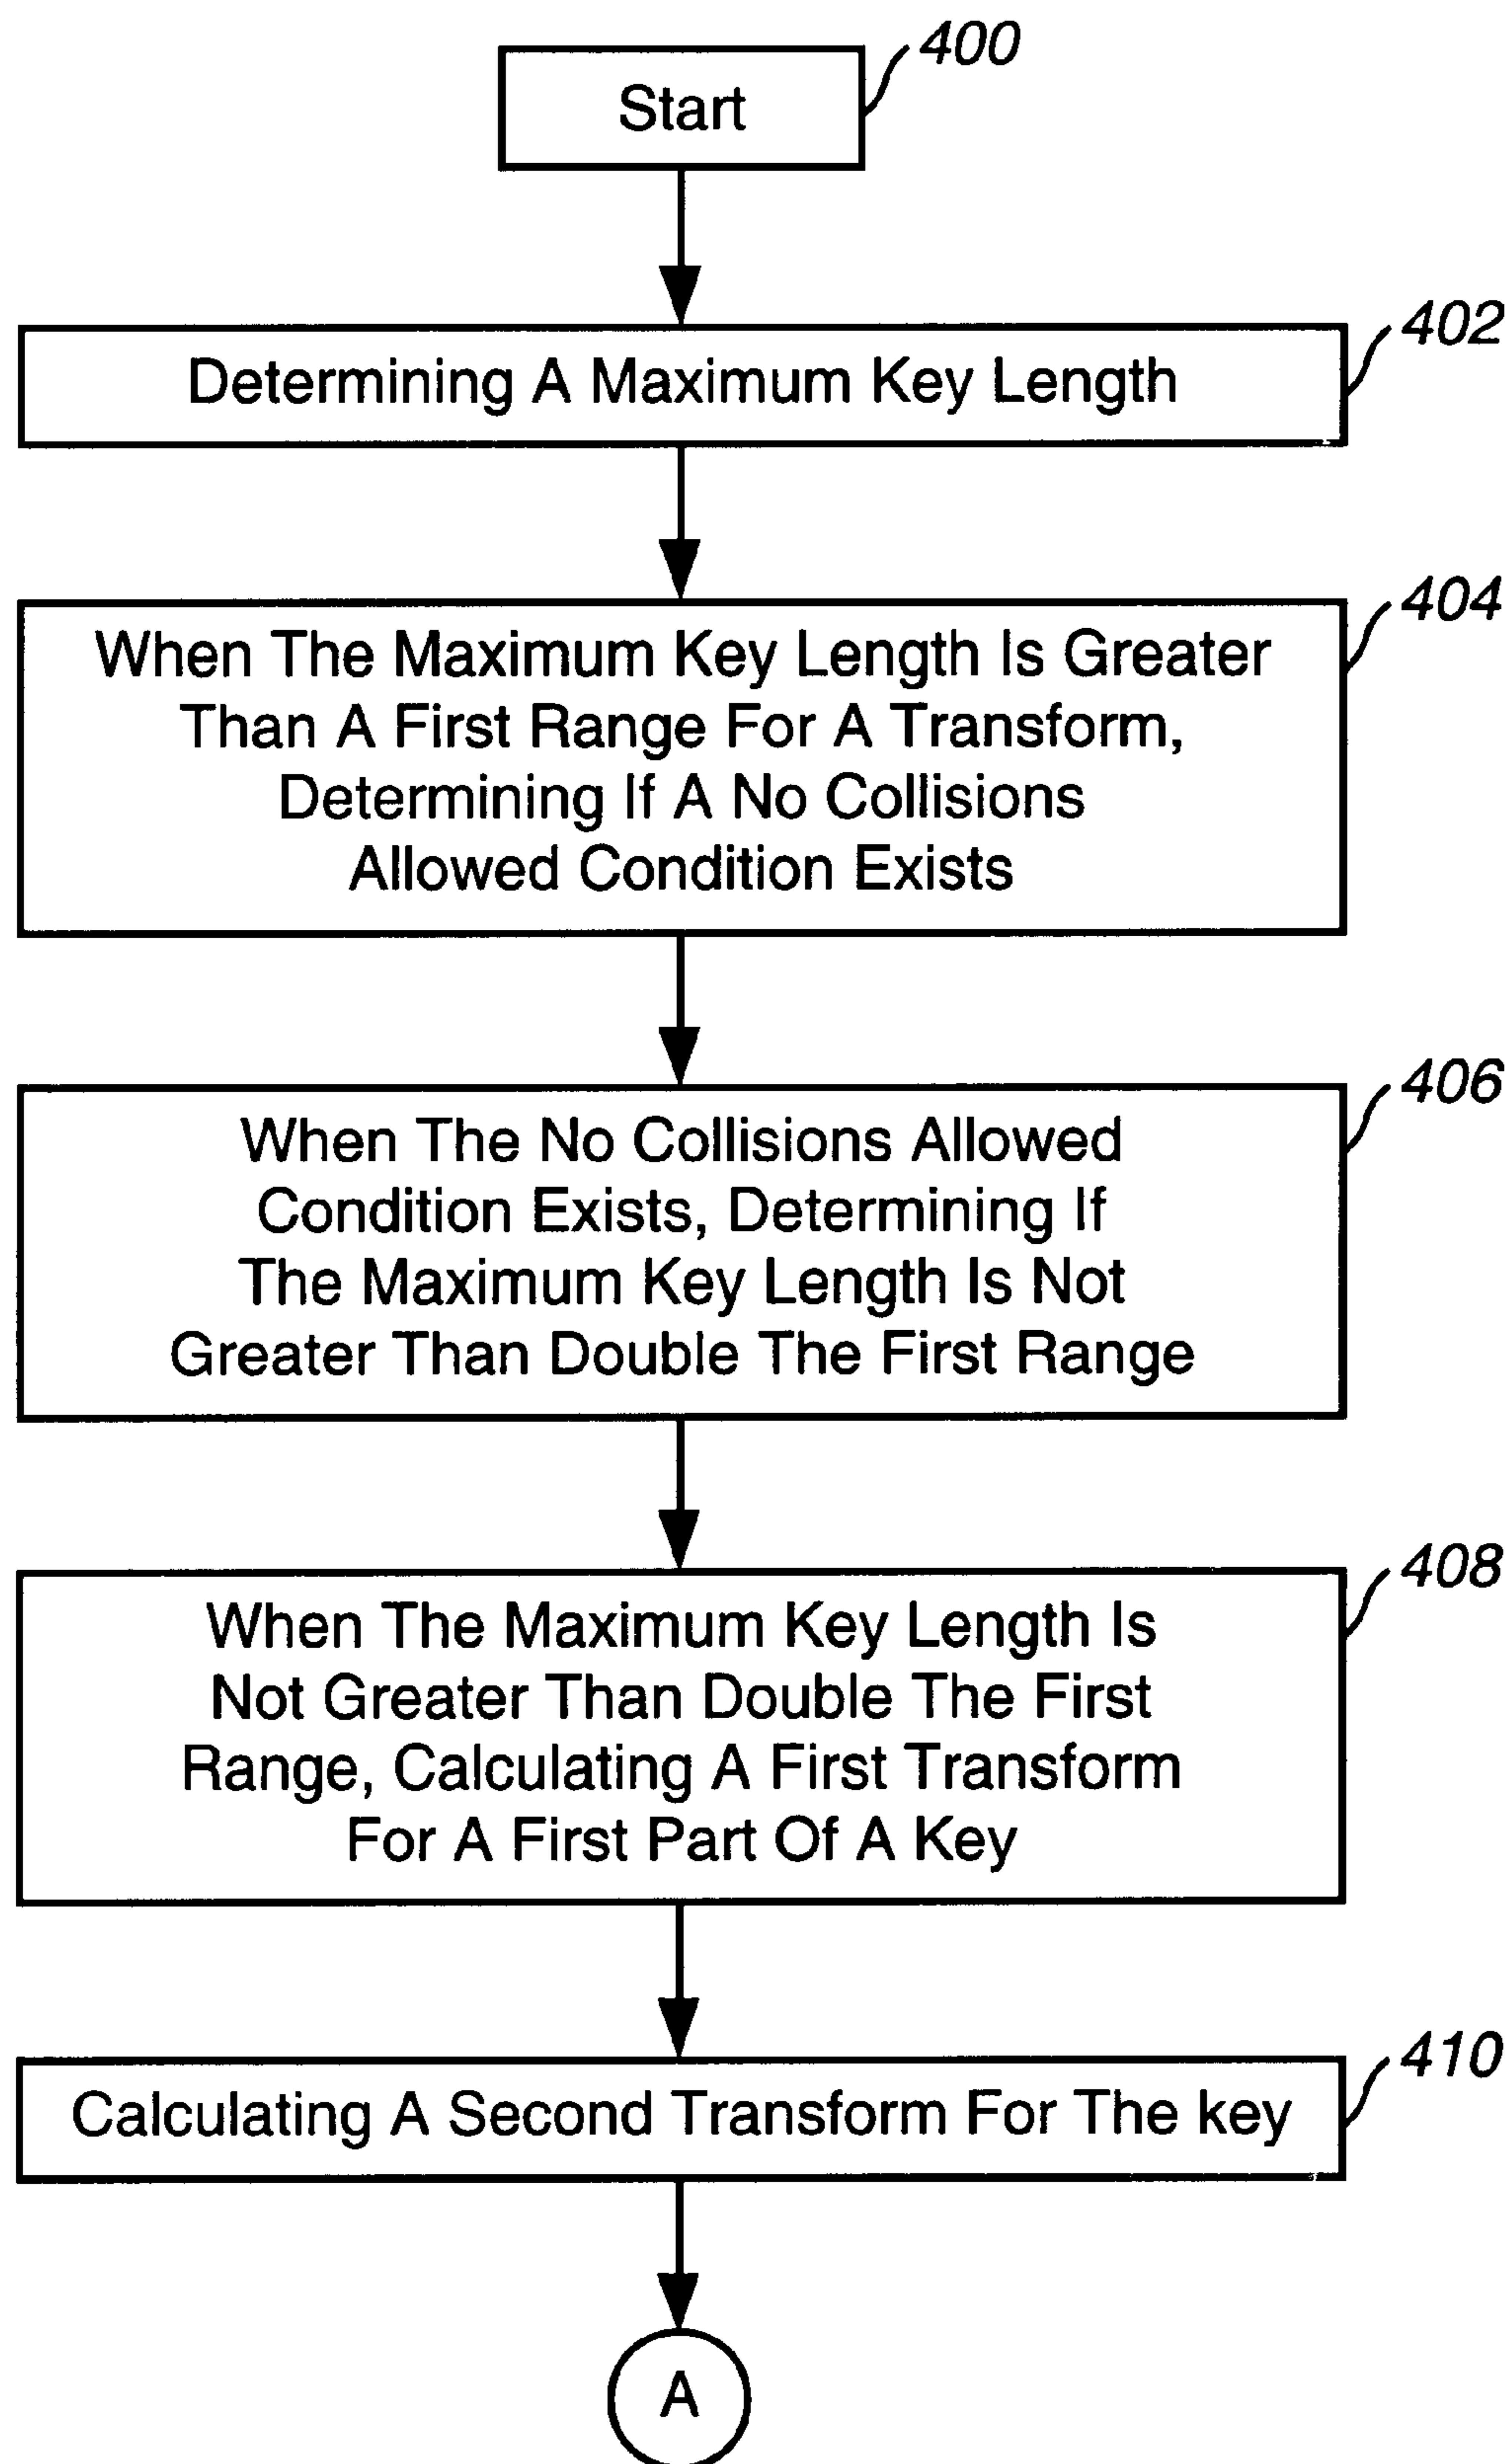 400
Start
402
Determining A Maximum Key Length
404
When The Maximum Key Length Is Greater
Than A First Range For A Transform,
Determining If A No Collisions
Allowed Condition Exists
406
When The No Collisions Allowed
Condition Exists, Determining If
The Maximum Key Length Is Not
Greater Than Double The First Range
408
When The Maximum Key Length Is
Not Greater Than Double The First
Range, Calculating A First Transform
For A First Part Of A Key
410
Calculating A Second Transform For The key
A